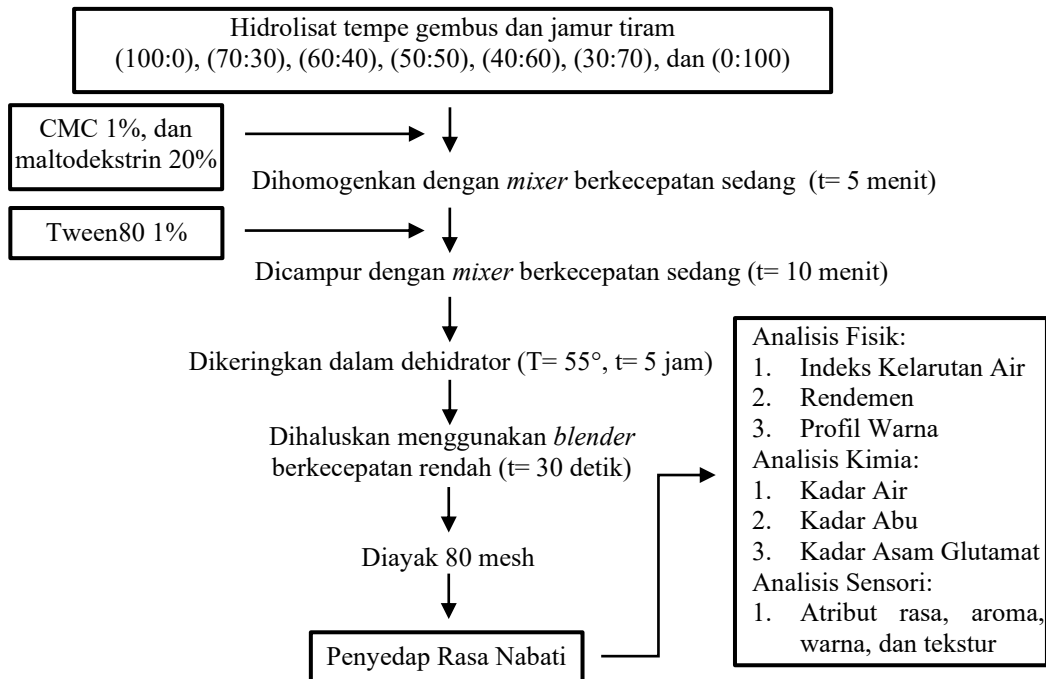 Hidrolisat tempe gembus dan jamur tiram
(100:0), (70:30), (60:40), (50:50), (40:60), (30:70), dan (0:100)
CMC 1%, dan
maltodekstrin 20%
Dihomogenkan dengan mixer berkecepatan sedang (t= 5 menit)
Tween80 1%
Dicampur dengan mixer berkecepatan sedang (t= 10 menit)
Dikeringkan dalam dehidrator (T= 55°, t= 5 jam)
Dihaluskan menggunakan blender
berkecepatan rendah (t= 30 detik)
Diayak 80 mesh
Penyedap Rasa Nabati
Analisis Fisik:
1. Indeks Kelarutan Air
2. Rendemen
3. Profil Warna
Analisis Kimia:
1. Kadar Air
2. Kadar Abu
3. Kadar Asam Glutamat
Analisis Sensori:
1. Atribut rasa, aroma,
warna, dan tekstur